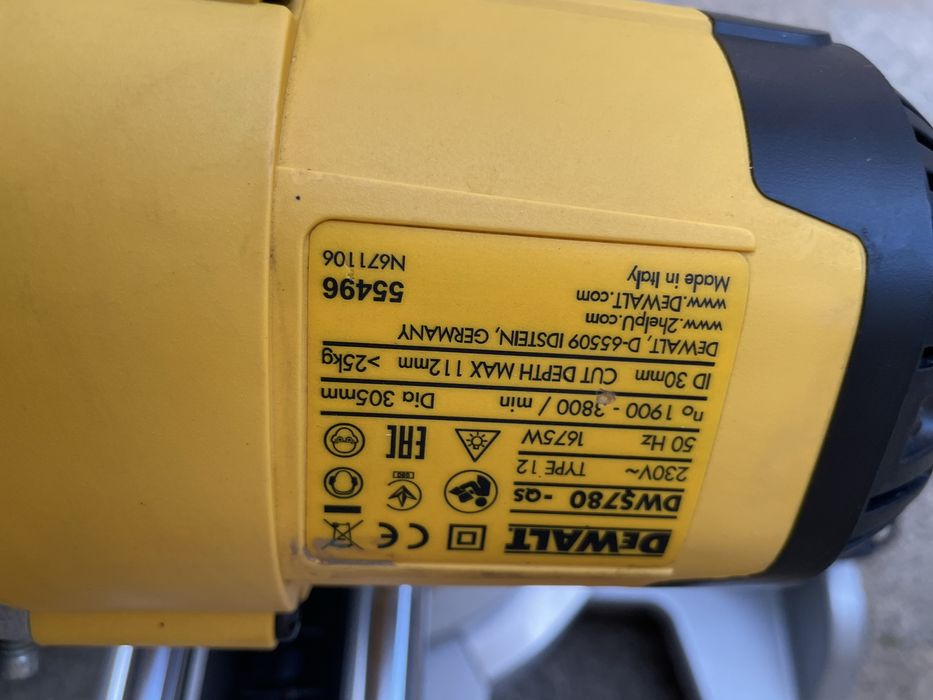 DEWALT
DWS780 -QS
230V~ TYPE 12
50 Hz 1675W
n₀ 1900 - 3800 / min Dia 305mm
ID 30mm CUT DEPTH MAX 112mm >25kg
DEWALT, D-65509 IDSTEIN, GERMANY
www.2helpU.com
www.DEWALT.com
Made in Italy
CE
EAC
55496
N671106